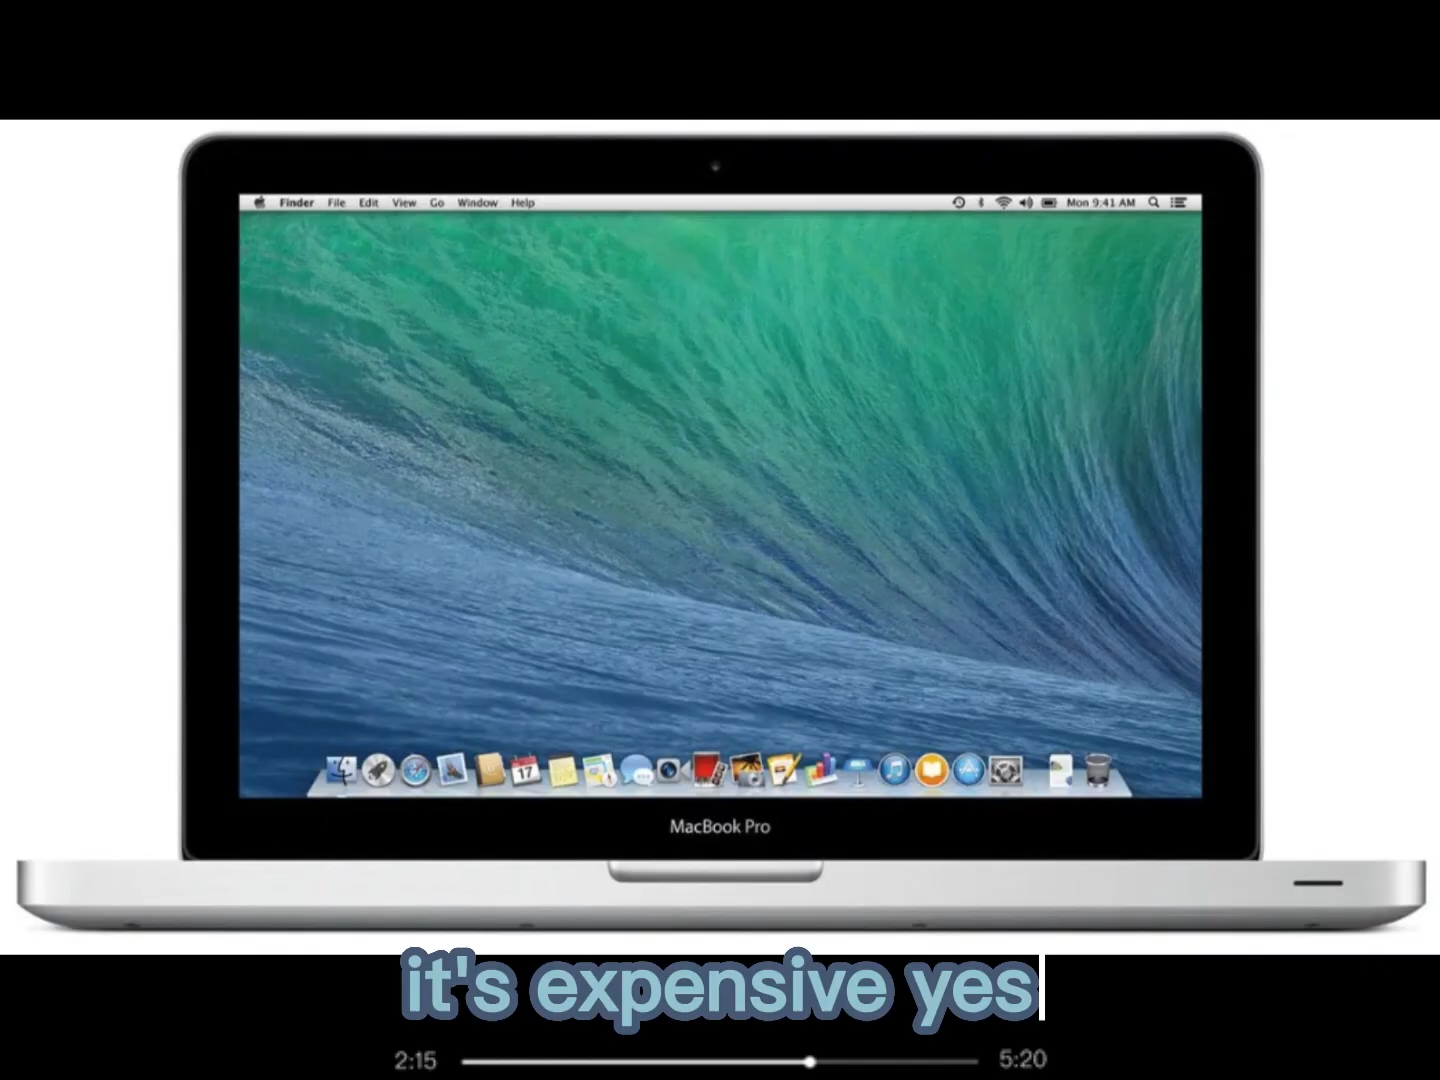 Finder File Edit View Go Window Help Mon 9:41 AM
17
MacBook Pro
it's expensive yes
2:15 5:20